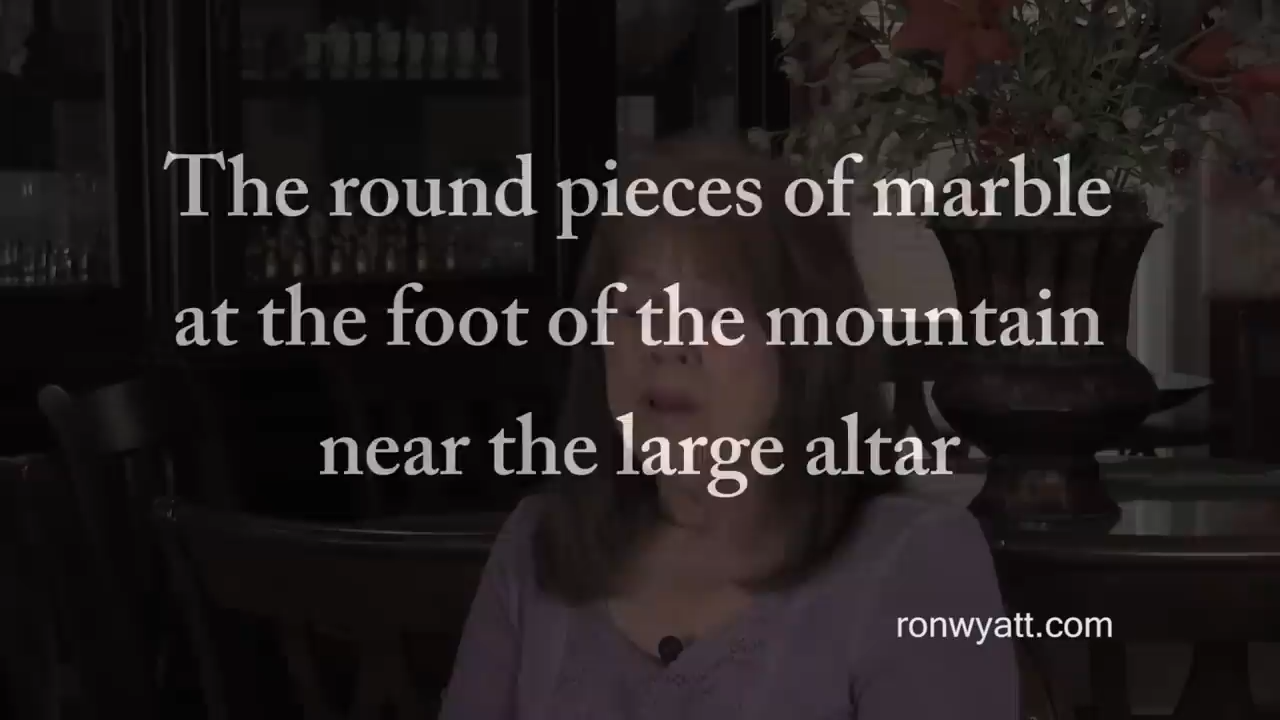 The round pieces of marble
at the foot of the mountain
near the large altar
ronwyatt.com